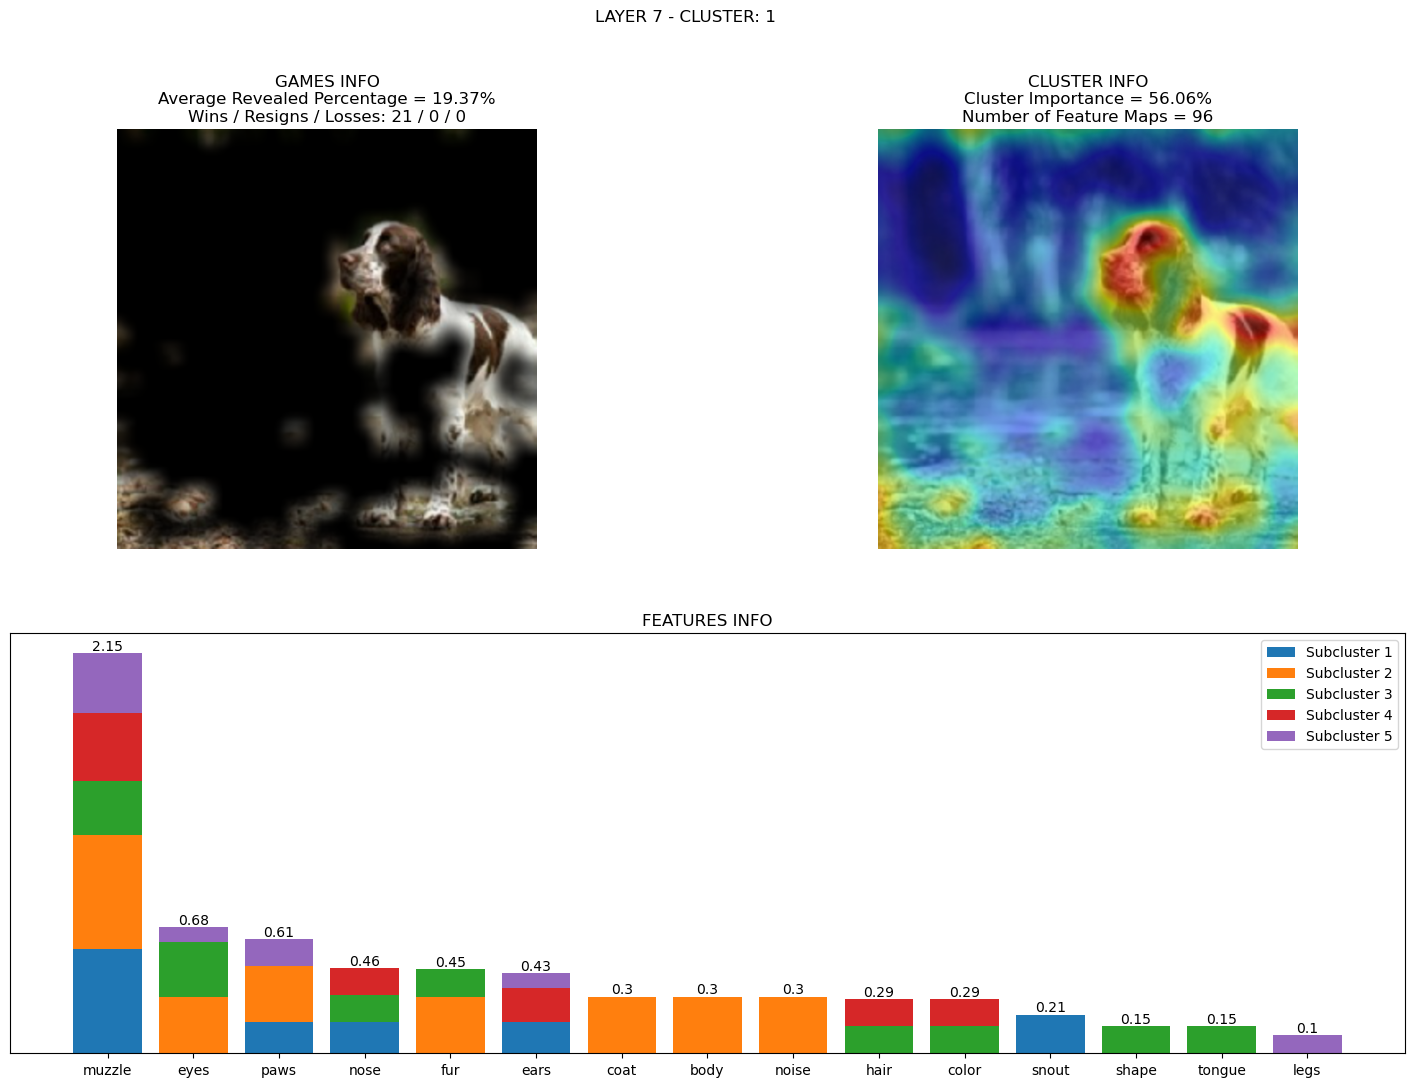 LAYER 7 - CLUSTER: 1
GAMES INFO
Average Revealed Percentage = 19.37%
Wins / Resigns / Losses: 21 / 0 / 0
CLUSTER INFO
Cluster Importance = 56.06%
Number of Feature Maps = 96
FEATURES INFO
Subcluster 1
Subcluster 2
Subcluster 3
Subcluster 4
Subcluster 5
2.15
0.68
0.61
0.46
0.45
0.43
0.3
0.3
0.3
0.29
0.29
0.21
0.15
0.15
0.1
muzzle
eyes
paws
nose
fur
ears
coat
body
noise
hair
color
snout
shape
tongue
legs